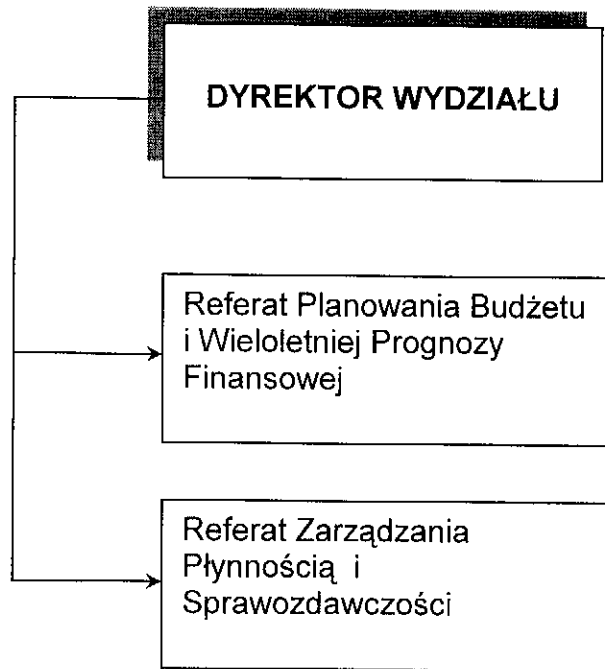 DYREKTOR WYDZIAŁU
Referat Planowania Budżetu
i Wieloletniej Prognozy
Finansowej
Referat Zarządzania
Płynnością i
Sprawozdawczości